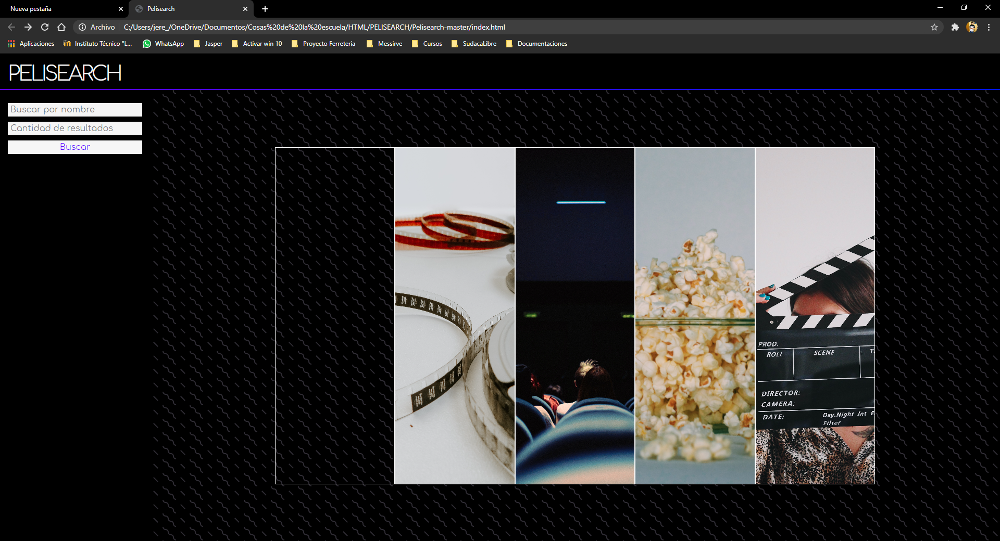 Nueva pestaña
Pelisearch
Archivo
C:/Users/jere_/OneDrive/Documentos/Cosas%20de%20la%20escuela/HTML/PELISEARCH/Pelisearch-master/index.html
Aplicaciones
Instituto Técnico "L...
WhatsApp
Jasper
Activar win 10
Proyecto Ferreteria
Messirve
Cursos
SudacaLibre
Documentaciones
PELISEARCH
Buscar por nombre
Cantidad de resultados
Buscar
PROD.
ROLL
SCENE
DIRECTOR:
CAMERA:
DATE:
Day.Night Int
Filter